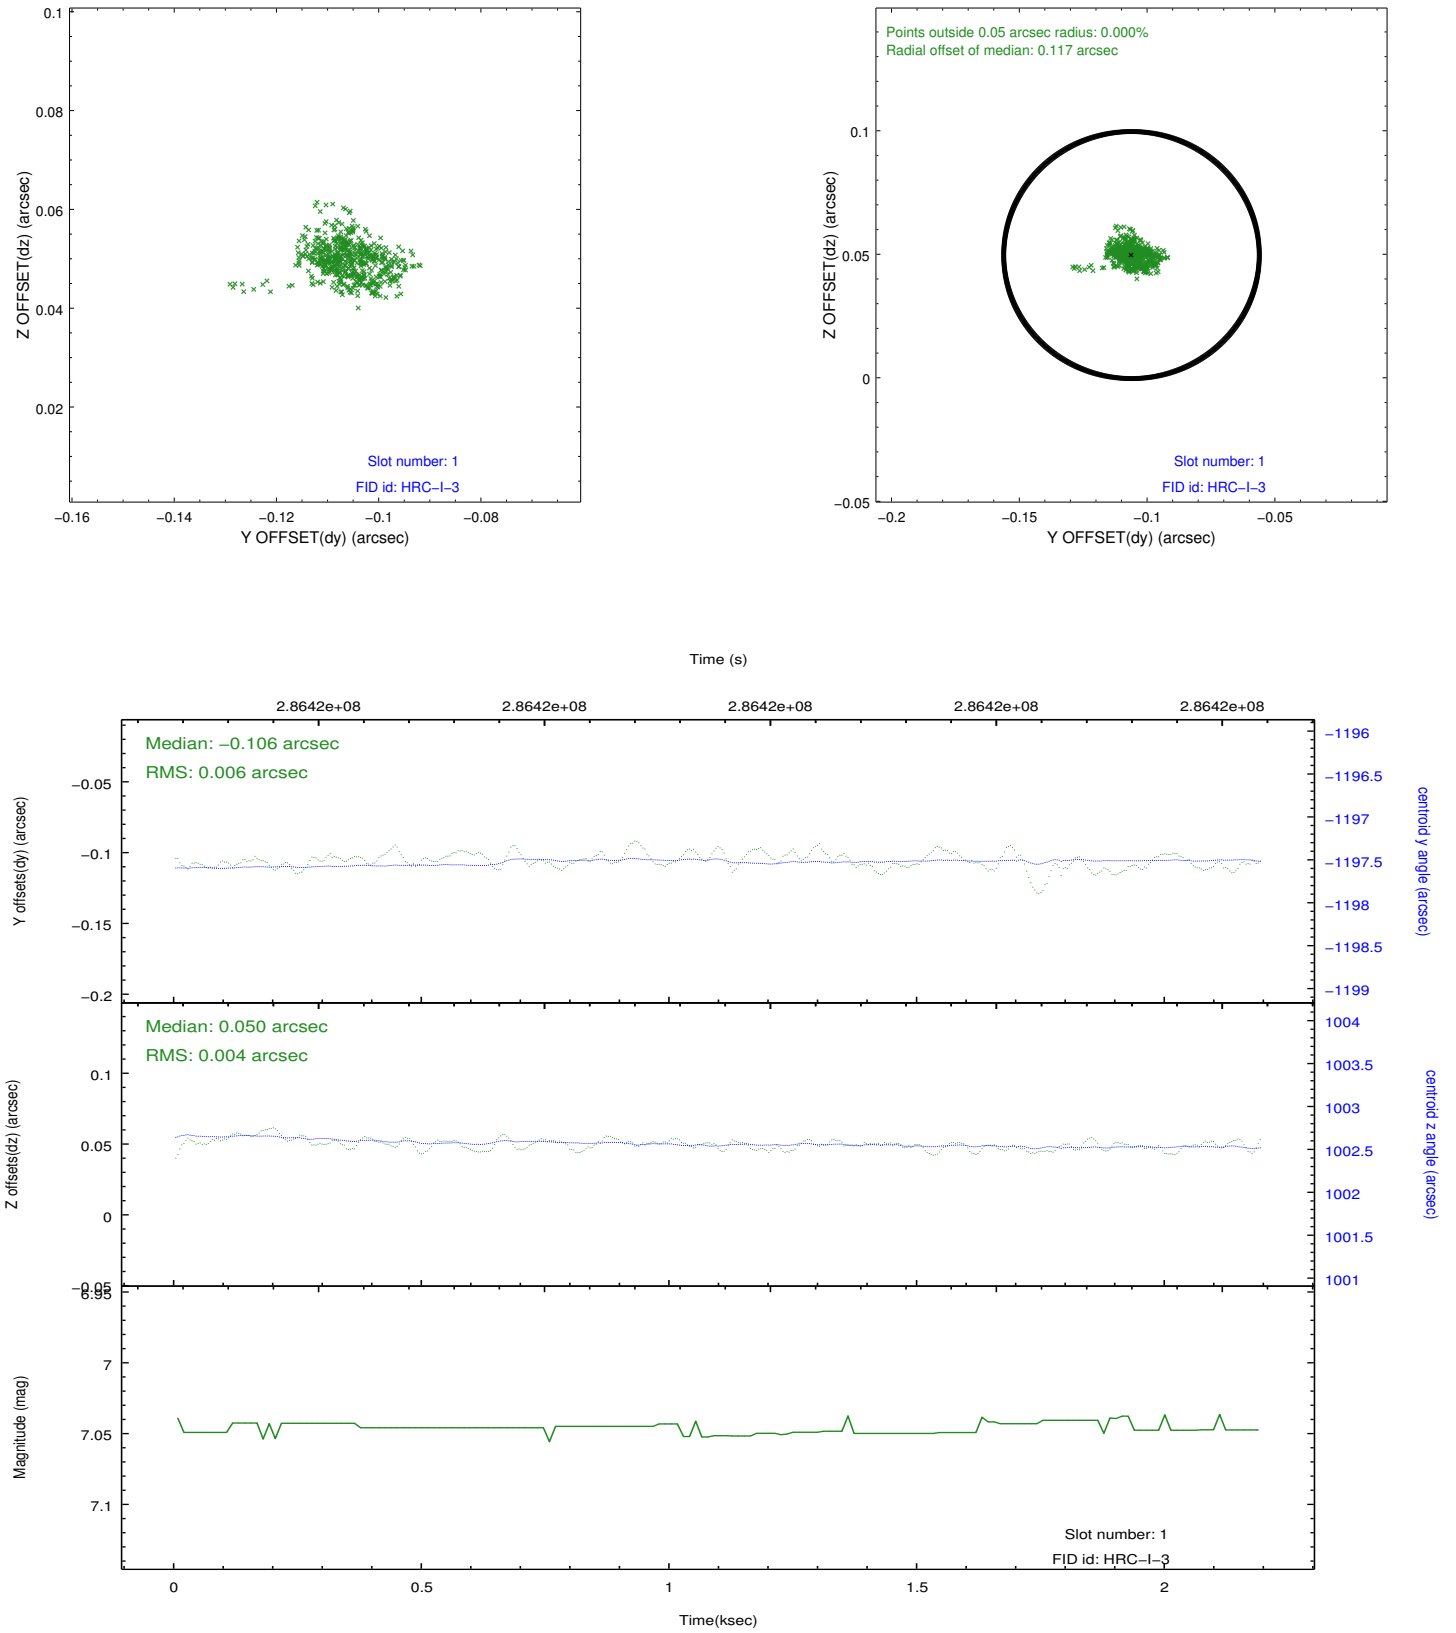 0.1
0.08
0.06
0.04
0.02
Z OFFSET(dz) (arcsec)
Slot number: 1
FID id: HRC−I−3
−0.16
−0.14
−0.12
−0.1
−0.08
Y OFFSET(dy) (arcsec)
Points outside 0.05 arcsec radius: 0.000%
Radial offset of median: 0.117 arcsec
0.1
0.05
0
−0.05
Z OFFSET(dz) (arcsec)
Slot number: 1
FID id: HRC−I−3
−0.2
−0.15
−0.1
−0.05
Y OFFSET(dy) (arcsec)
Time (s)
2.8642e+08
2.8642e+08
2.8642e+08
2.8642e+08
2.8642e+08
Median: −0.106 arcsec
RMS: 0.006 arcsec
−0.05
−0.1
−0.15
−0.2
Y offsets(dy) (arcsec)
−1196
−1196.5
−1197
−1197.5
−1198
−1198.5
−1199
centroid y angle (arcsec)
Median: 0.050 arcsec
RMS: 0.004 arcsec
0.1
0.05
0
−0.05
Z offsets(dz) (arcsec)
1004
1003.5
1003
1002.5
1002
1001.5
1001
centroid z angle (arcsec)
6.95
7
7.05
7.1
Magnitude (mag)
Slot number: 1
FID id: HRC−I−3
0
0.5
1
1.5
2
Time(ksec)